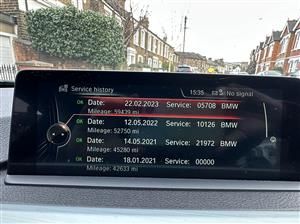 Service history
15:35 No signal
OK Date: 22.02.2023 Service: 05708 BMW
Mileage: 59439 mi
OK Date: 12.05.2022 Service: 10126 BMW
Mileage: 52750 mi
OK Date: 14.05.2021 Service: 21972 BMW
Mileage: 45280 mi
OK Date: 18.01.2021 Service: 00000
Mileage: 42633 mi